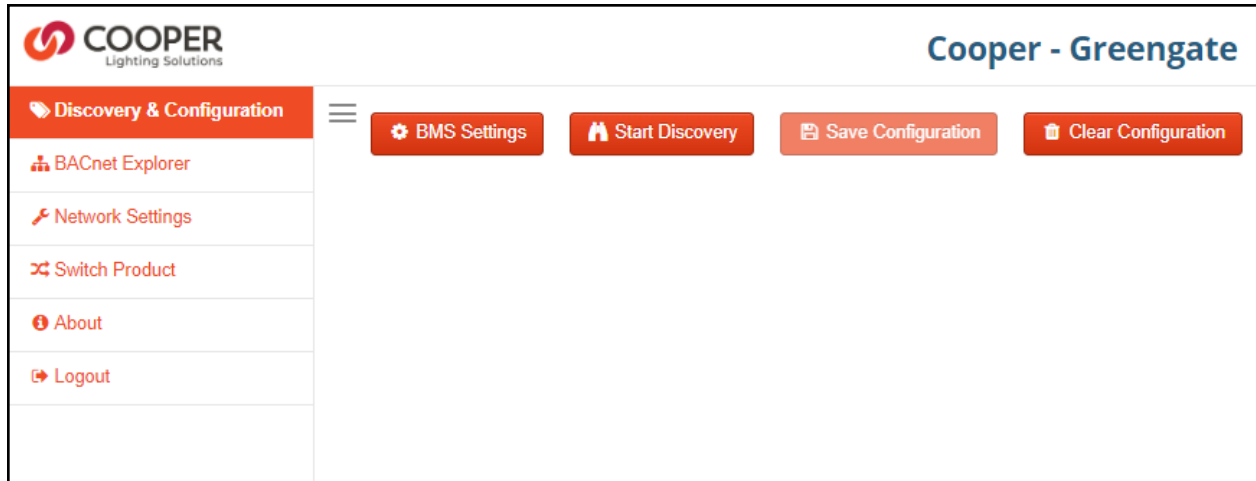 COOPER
Lighting Solutions
Cooper - Greengate
Discovery & Configuration
BMS Settings
Start Discovery
Save Configuration
Clear Configuration
BACnet Explorer
Network Settings
Switch Product
About
Logout